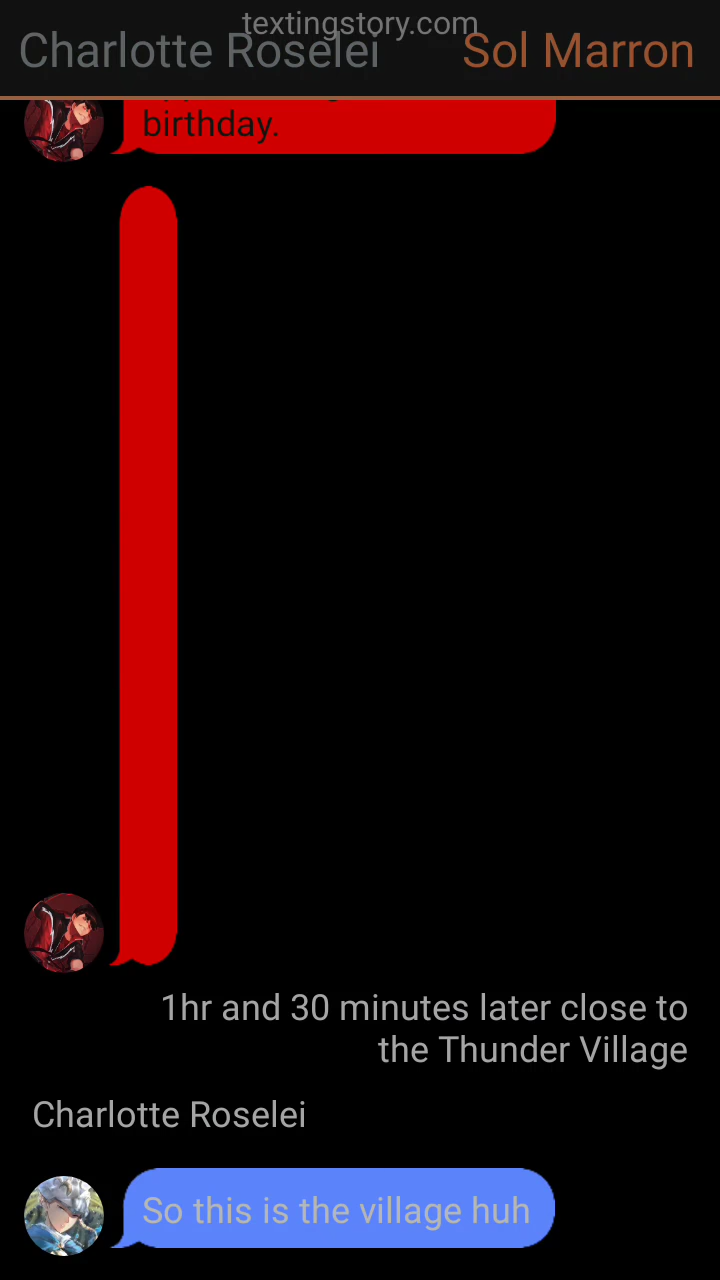 textingstory.com
Charlotte Roselei Sol Marron
birthday.
1hr and 30 minutes later close to
the Thunder Village
Charlotte Roselei
So this is the village huh